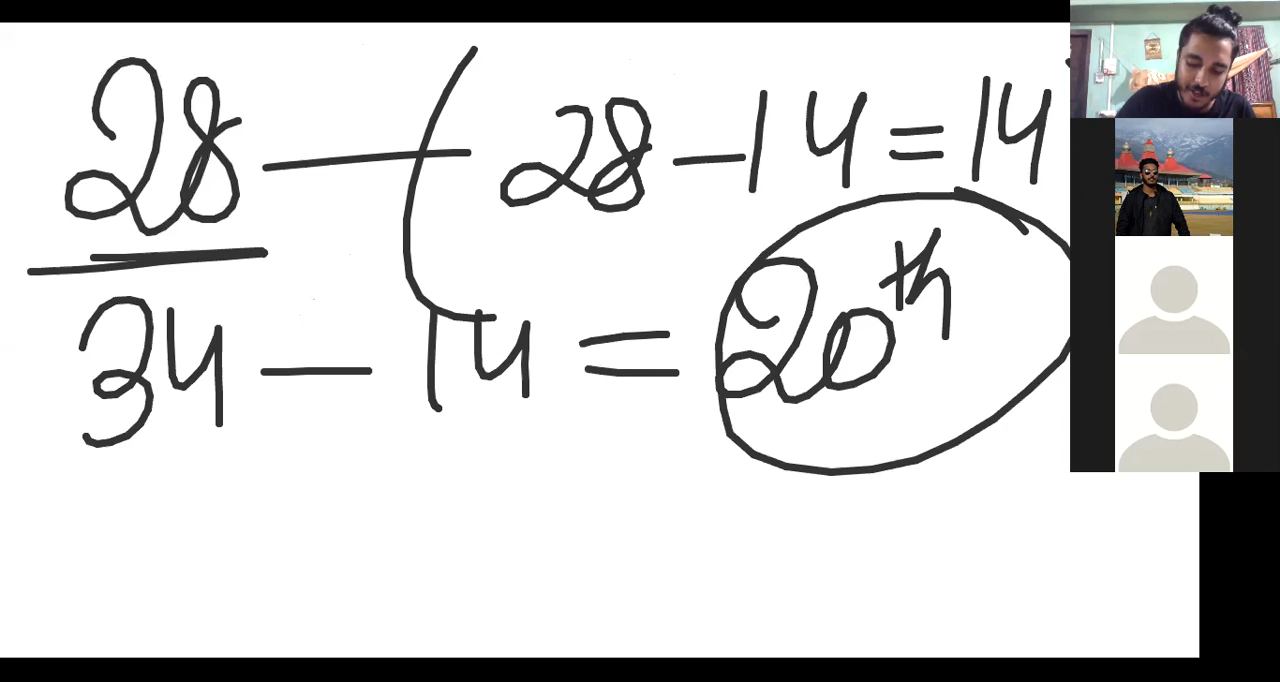 28 — ( 28 - 14 = 14
34 — 14 = 20th